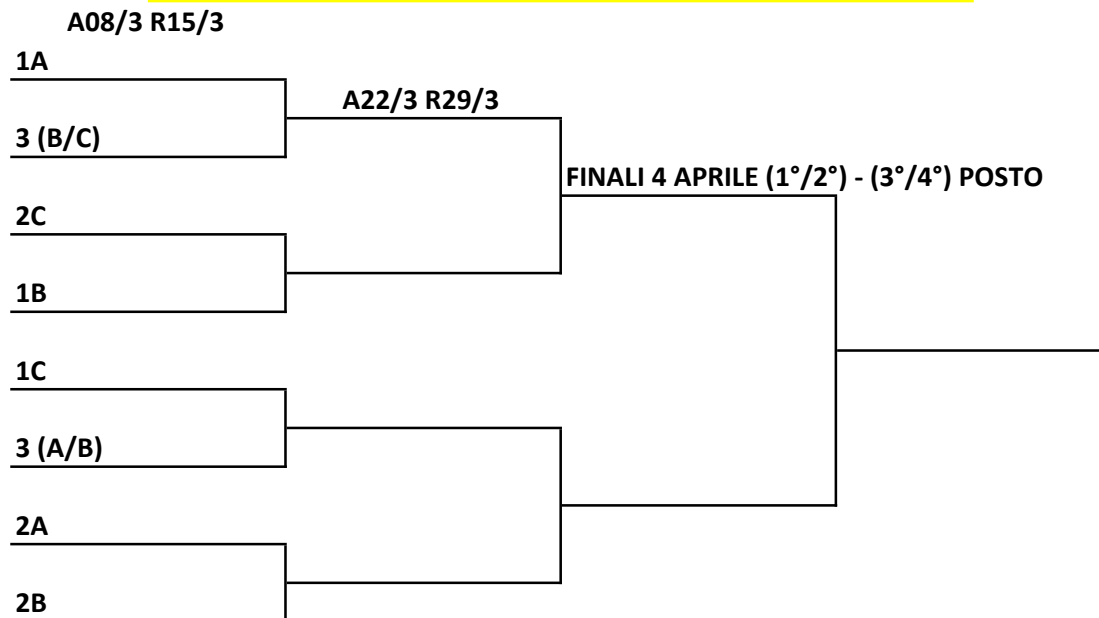 A08/3 R15/3
1A
A22/3 R29/3
3 (B/C)
FINALI 4 APRILE (1°/2°) - (3°/4°) POSTO
2C
1B
1C
3 (A/B)
2A
2B